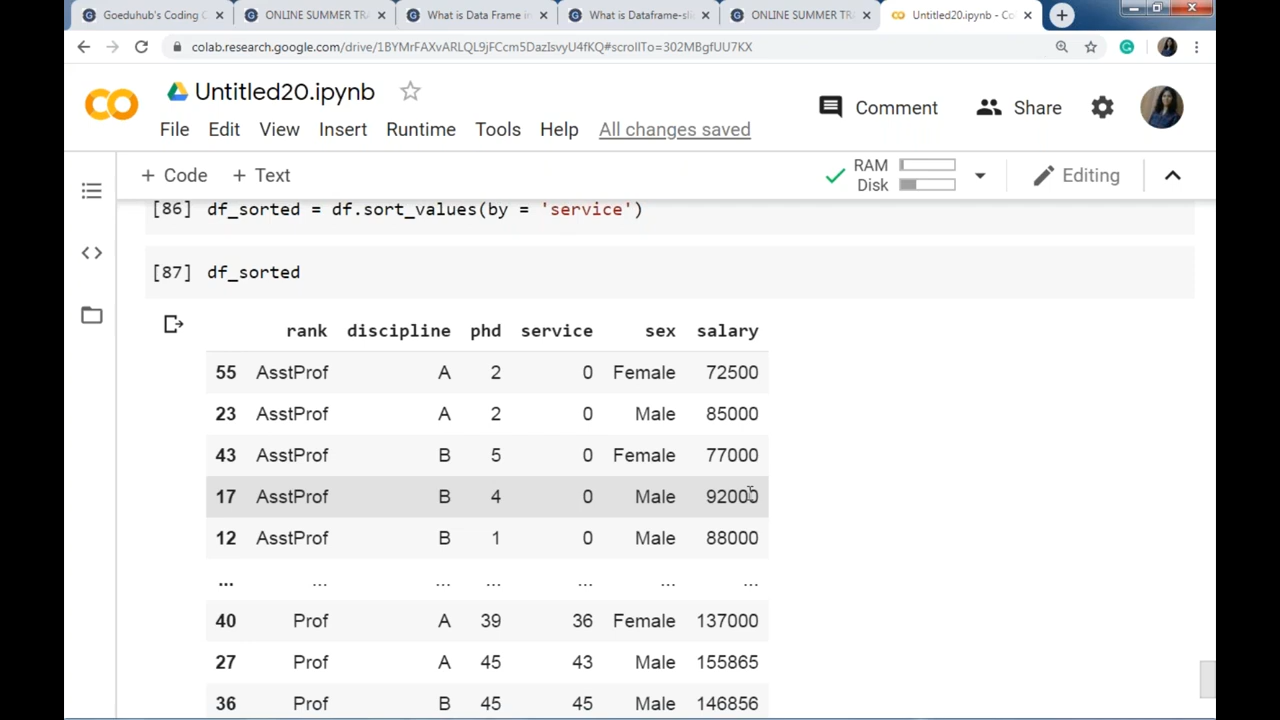 Goeduhub's Coding C
ONLINE SUMMER TRA
What is Data Frame in
What is Dataframe-sli
ONLINE SUMMER TRA
Untitled20.ipynb - Co
colab.research.google.com/drive/1BYMrFAXvARLQL9jFCcm5DazIsvyU4fKQ#scrollTo=302MBgfUU7KX
CO Untitled20.ipynb
Comment Share
File Edit View Insert Runtime Tools Help All changes saved
+ Code + Text
RAM
Disk
Editing
[86] df_sorted = df.sort_values(by = 'service')
[87] df_sorted
rank discipline phd service sex salary
55 AsstProf A 2 0 Female 72500
23 AsstProf A 2 0 Male 85000
43 AsstProf B 5 0 Female 77000
17 AsstProf B 4 0 Male 92000
12 AsstProf B 1 0 Male 88000
... ... ... ... ... ... ...
40 Prof A 39 36 Female 137000
27 Prof A 45 43 Male 155865
36 Prof B 45 45 Male 146856